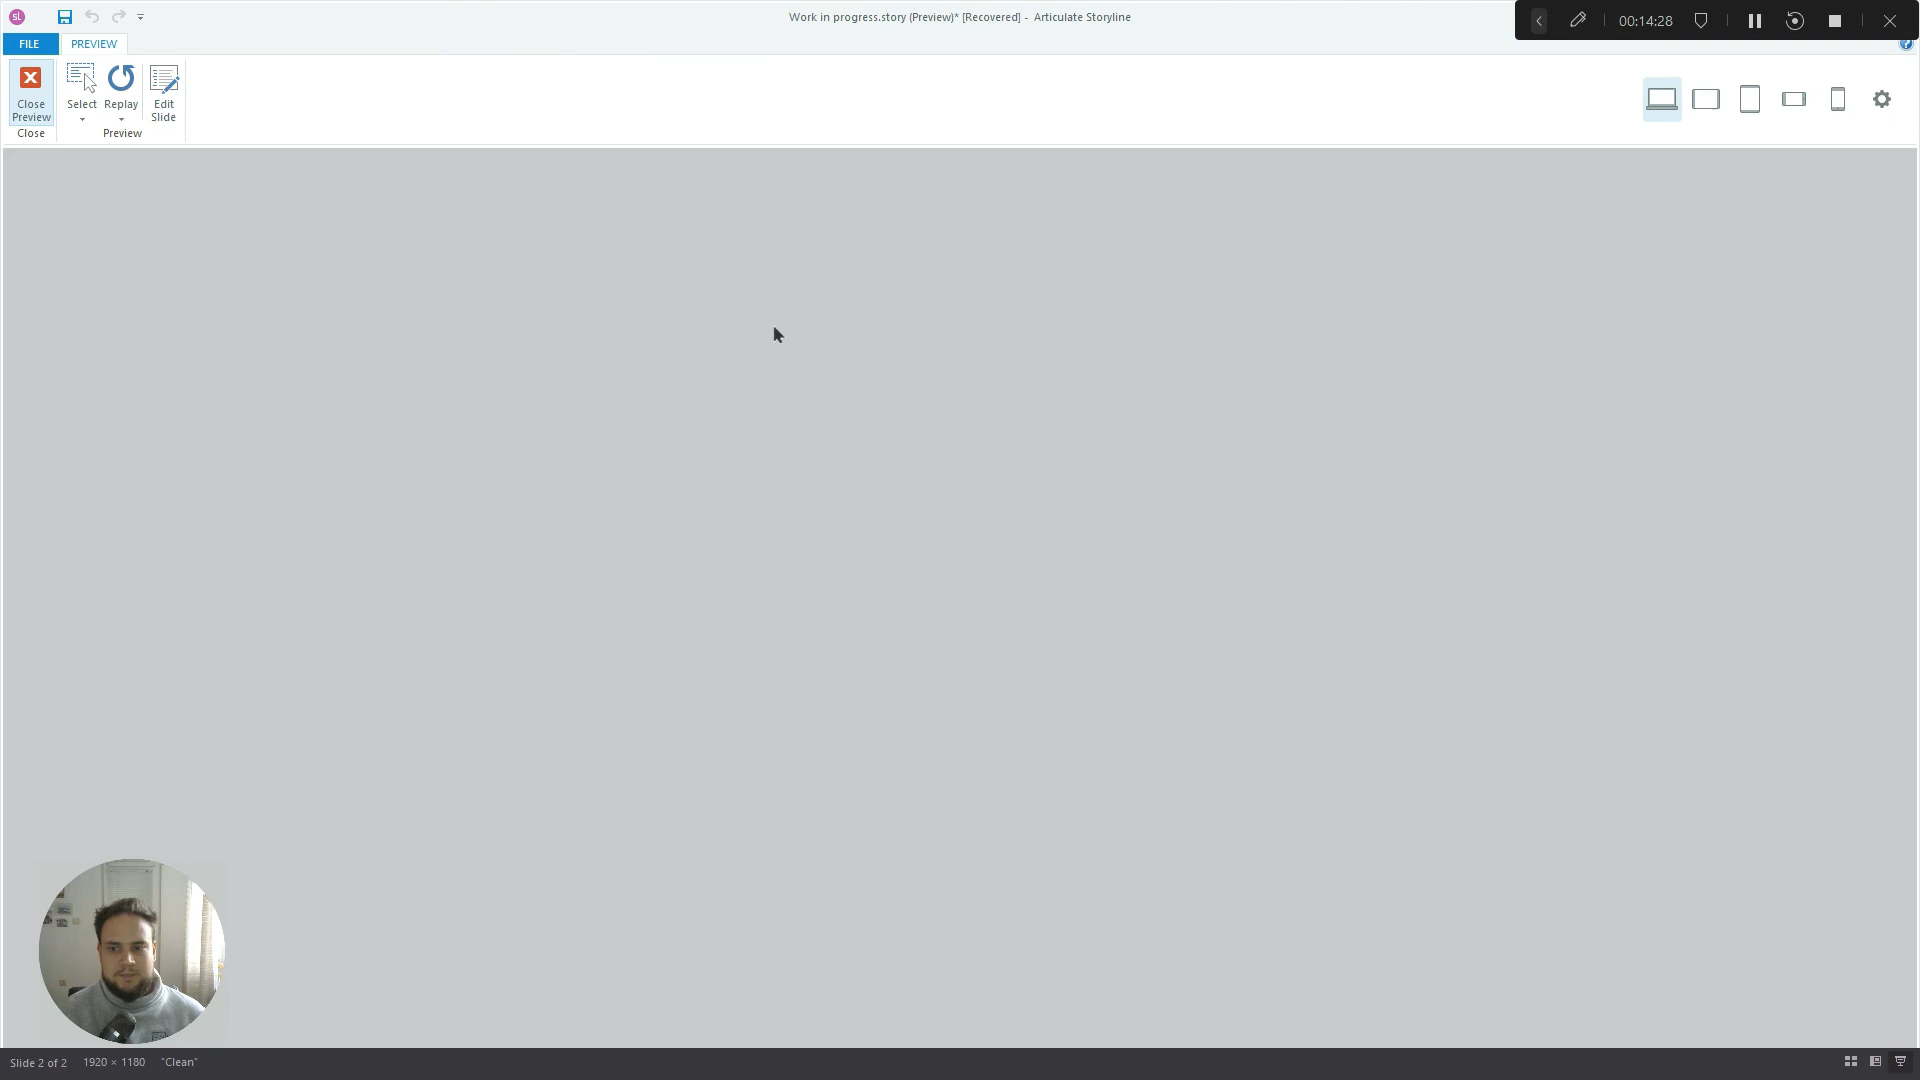 sl
Work in progress.story (Preview)* [Recovered] - Articulate Storyline
00:14:28
FILE
PREVIEW
?
Close Preview
Select
Replay
Edit Slide
Close
Preview
Slide 2 of 2
1920 × 1180
"Clean"